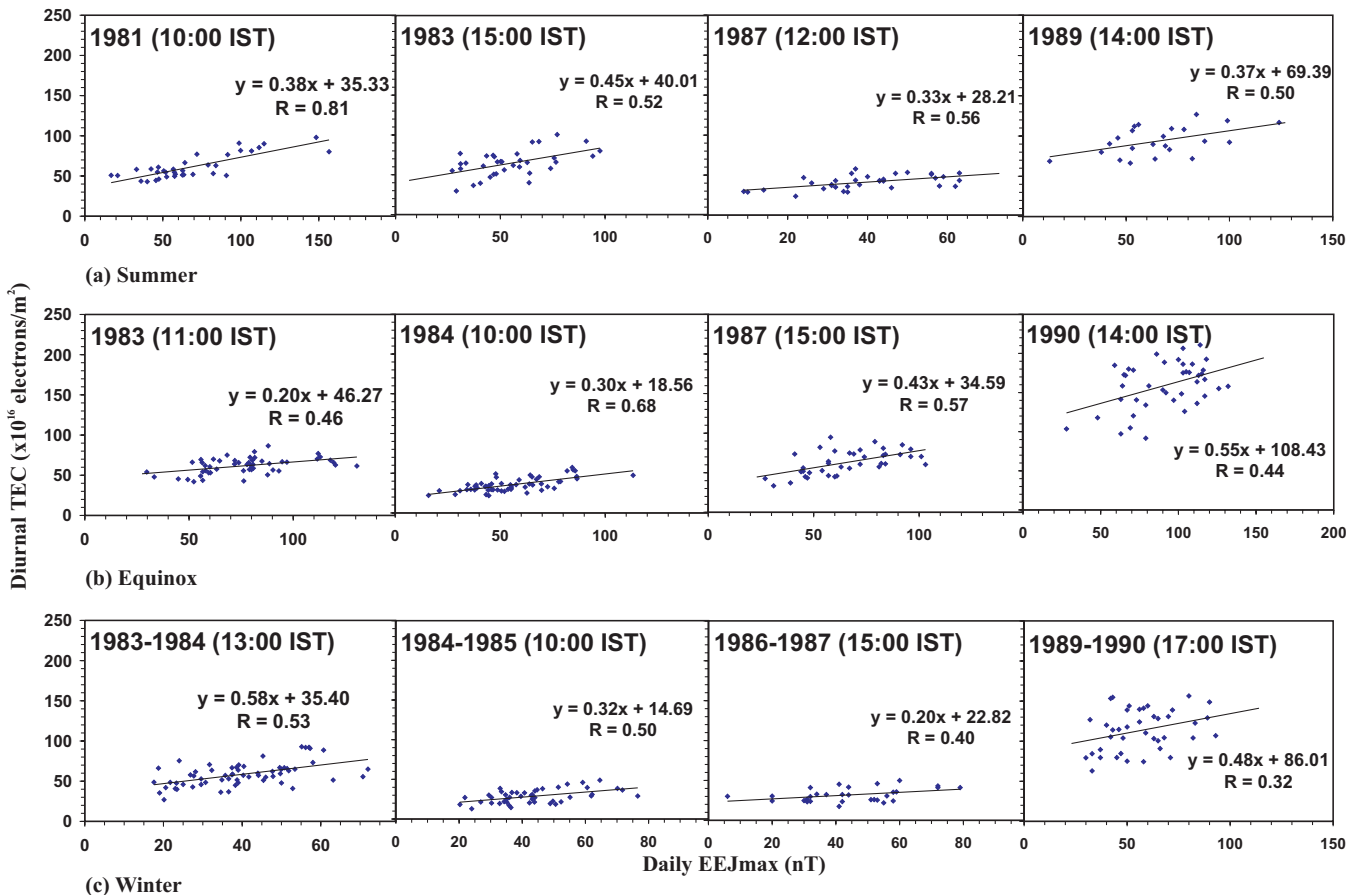 Diurnal TEC (x10¹⁶ electrons/m²)
250
200
150
100
50
0
1981 (10:00 IST)
y = 0.38x + 35.33
R = 0.81
0 50 100 150
1983 (15:00 IST)
y = 0.45x + 40.01
R = 0.52
0 50 100
1987 (12:00 IST)
y = 0.33x + 28.21
R = 0.56
0 20 40 60
1989 (14:00 IST)
y = 0.37x + 69.39
R = 0.50
0 50 100 150
(a) Summer
250
200
150
100
50
0
1983 (11:00 IST)
y = 0.20x + 46.27
R = 0.46
0 50 100
1984 (10:00 IST)
y = 0.30x + 18.56
R = 0.68
0 50 100
1987 (15:00 IST)
y = 0.43x + 34.59
R = 0.57
0 50 100
1990 (14:00 IST)
y = 0.55x + 108.43
R = 0.44
0 50 100 150 200
(b) Equinox
250
200
150
100
50
0
1983-1984 (13:00 IST)
y = 0.58x + 35.40
R = 0.53
0 20 40 60
1984-1985 (10:00 IST)
y = 0.32x + 14.69
R = 0.50
0 20 40 60 80
1986-1987 (15:00 IST)
y = 0.20x + 22.82
R = 0.40
0 20 40 60 80
1989-1990 (17:00 IST)
y = 0.48x + 86.01
R = 0.32
0 50 100 150
Daily EEJmax (nT)
(c) Winter